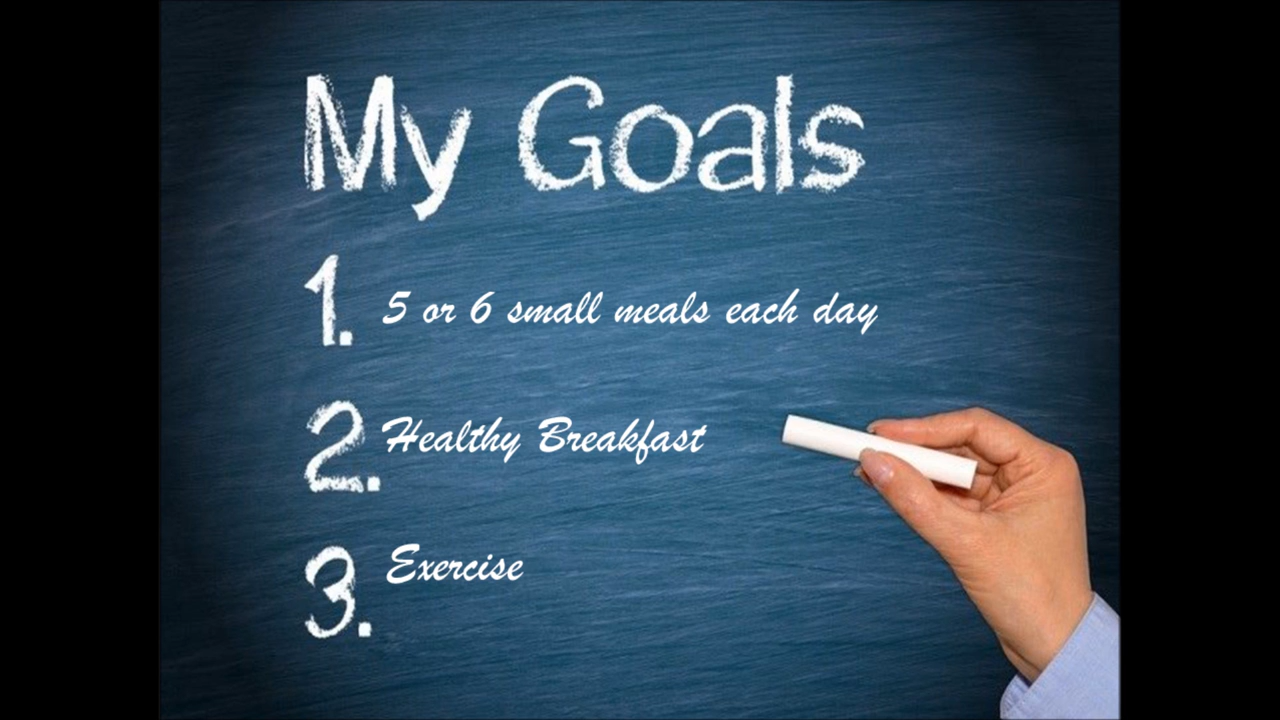 My Goals
1. 5 or 6 small meals each day
2. Healthy Breakfast
3. Exercise